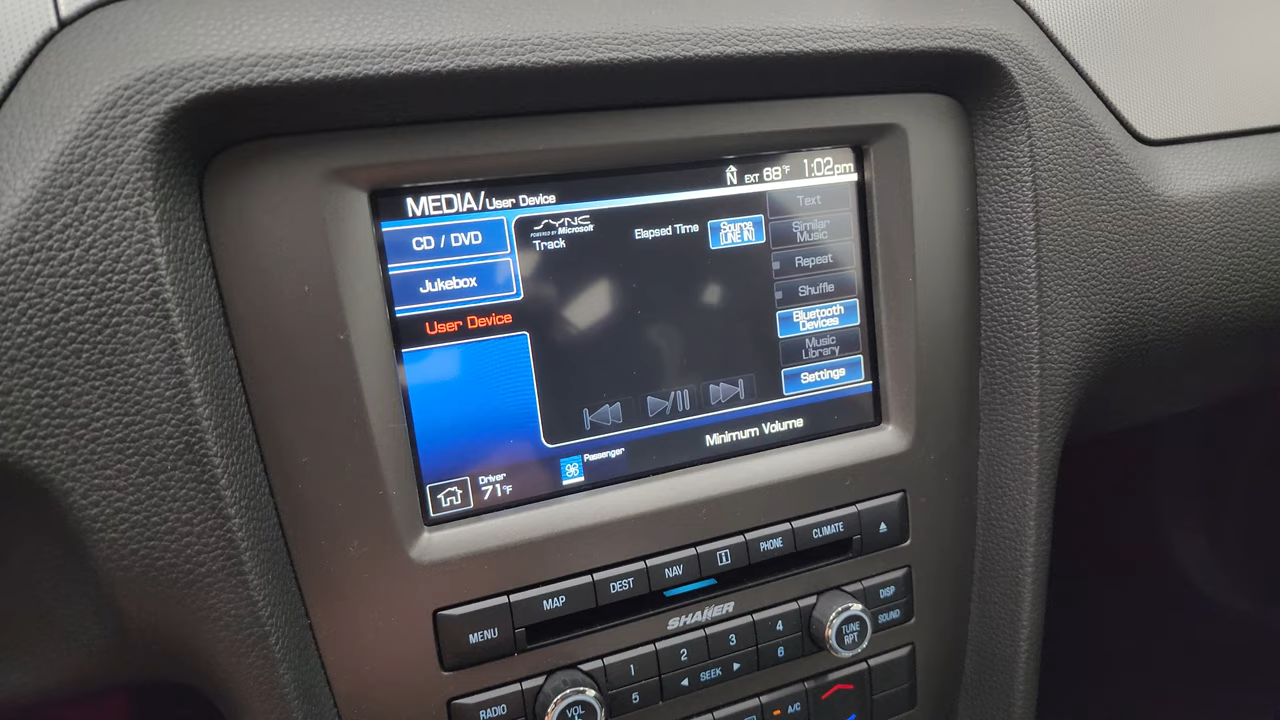 N EXT 68°F 1:02pm
MEDIA/User Device
CD / DVD
Jukebox
User Device
SYNC
POWERED BY Microsoft
Track
Elapsed Time
Source
(LINE IN)
Text
Similar
Music
Repeat
Shuffle
Bluetooth
Devices
Music
Library
Settings
Minimum Volume
Driver
71°F
Passenger
MENU
MAP
DEST
NAV
i
PHONE
CLIMATE
SHAKER
DISP
SOUND
TUNE
RPT
1
2
3
4
5
SEEK
6
RADIO
VOL
A/C